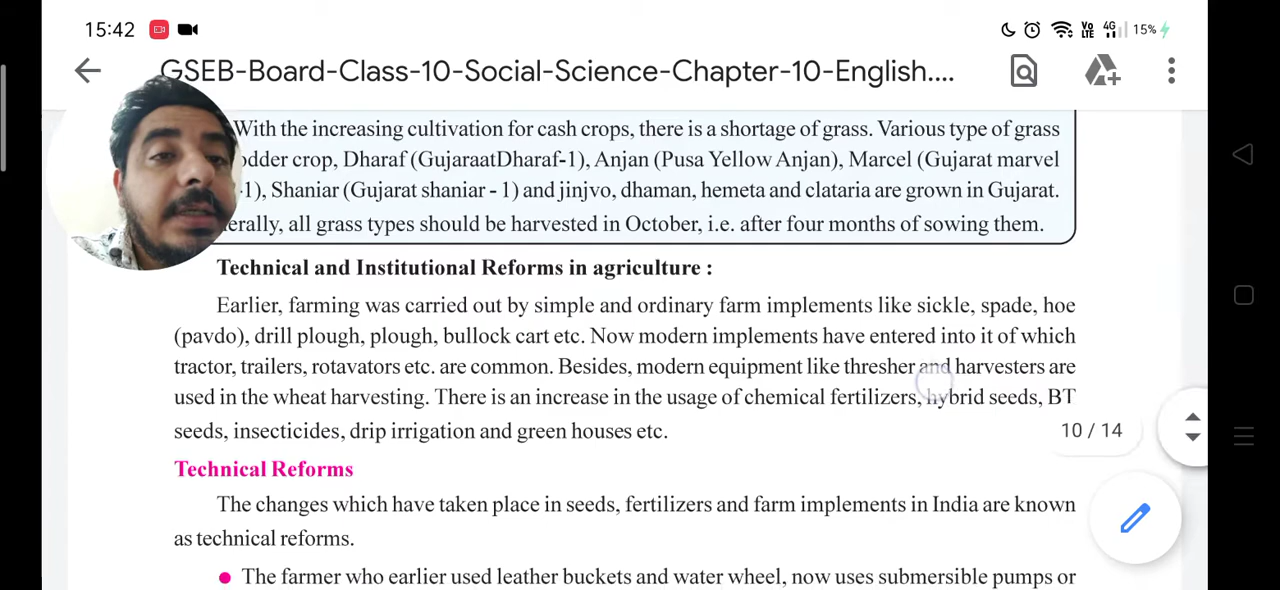 15:42
Vo LTE 4G 15%
GSEB-Board-Class-10-Social-Science-Chapter-10-English....
With the increasing cultivation for cash crops, there is a shortage of grass. Various type of grass
odder crop, Dharaf (GujaraatDharaf-1), Anjan (Pusa Yellow Anjan), Marcel (Gujarat marvel
-1), Shaniar (Gujarat shaniar - 1) and jinjvo, dhaman, hemeta and clataria are grown in Gujarat.
erally, all grass types should be harvested in October, i.e. after four months of sowing them.
Technical and Institutional Reforms in agriculture :
Earlier, farming was carried out by simple and ordinary farm implements like sickle, spade, hoe
(pavdo), drill plough, plough, bullock cart etc. Now modern implements have entered into it of which
tractor, trailers, rotavators etc. are common. Besides, modern equipment like thresher and harvesters are
used in the wheat harvesting. There is an increase in the usage of chemical fertilizers, hybrid seeds, BT
seeds, insecticides, drip irrigation and green houses etc.
10 / 14
Technical Reforms
The changes which have taken place in seeds, fertilizers and farm implements in India are known
as technical reforms.
The farmer who earlier used leather buckets and water wheel, now uses submersible pumps or